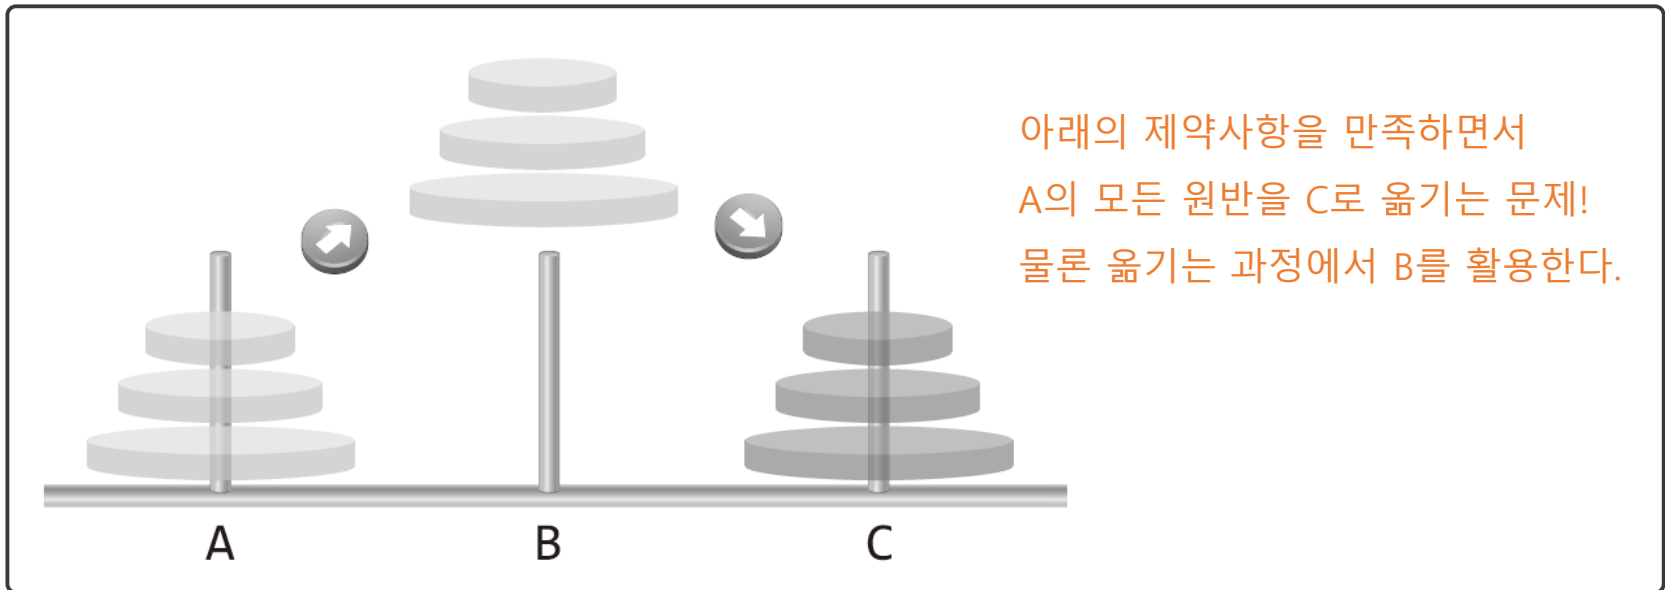 아래의 제약사항을 만족하면서
A의 모든 원반을 C로 옮기는 문제!
물론 옮기는 과정에서 B를 활용한다.
A
B
C